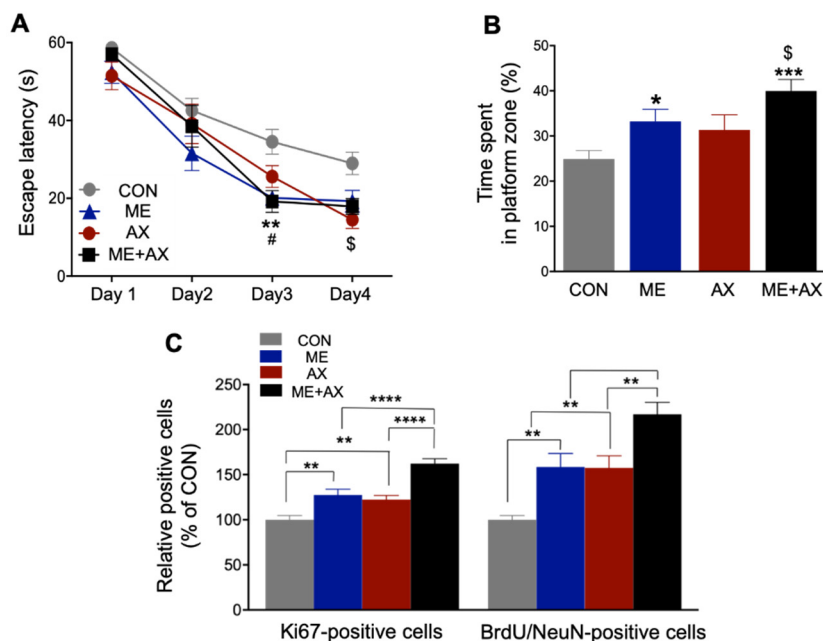 A
Escape latency (s)
60
40
20
0
CON
ME
AX
ME+AX
**
#
$
Day 1
Day2
Day3
Day4
B
Time spent
in platform zone (%)
50
40
30
20
10
0
*
$
***
CON
ME
AX
ME+AX
C
CON
ME
AX
ME+AX
Relative positive cells
(% of CON)
250
200
150
100
50
0
****
****
**
**
**
**
**
Ki67-positive cells
BrdU/NeuN-positive cells